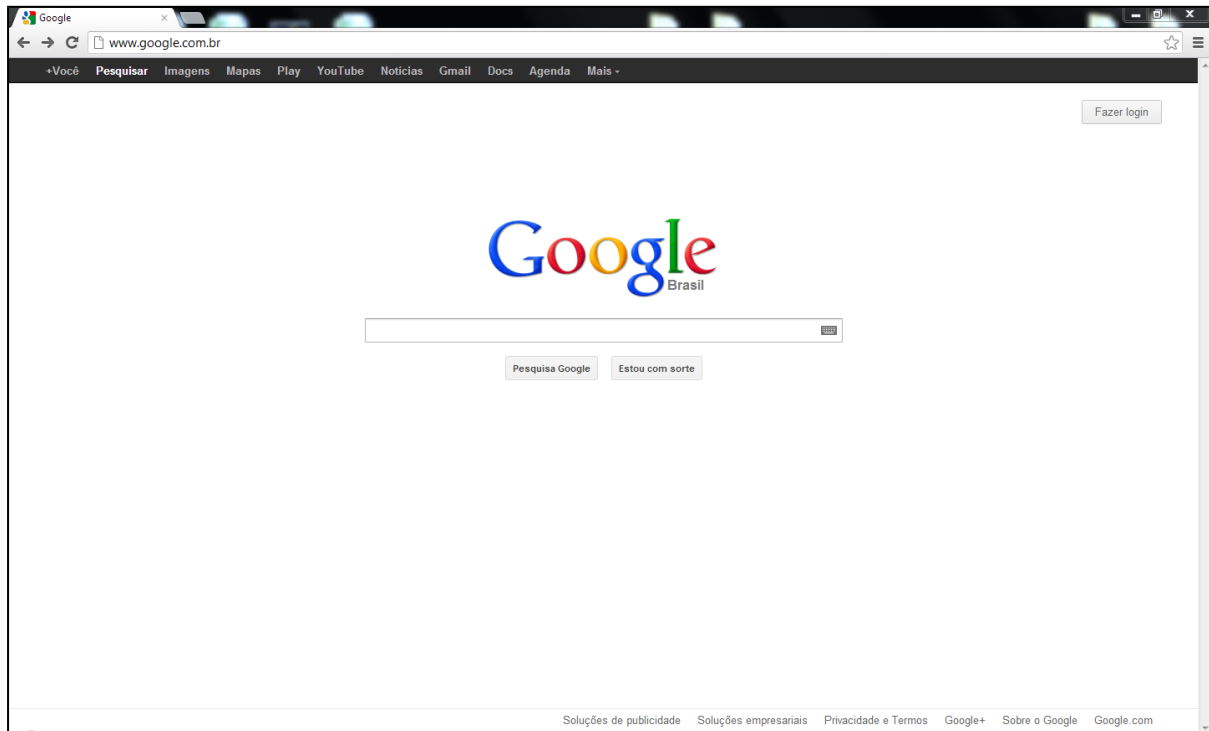 Google
www.google.com.br
+Você Pesquisar Imagens Mapas Play YouTube Notícias Gmail Docs Agenda Mais
Fazer login
Google
Brasil
Pesquisa Google Estou com sorte
Soluções de publicidade Soluções empresariais Privacidade e Termos Google+ Sobre o Google Google.com